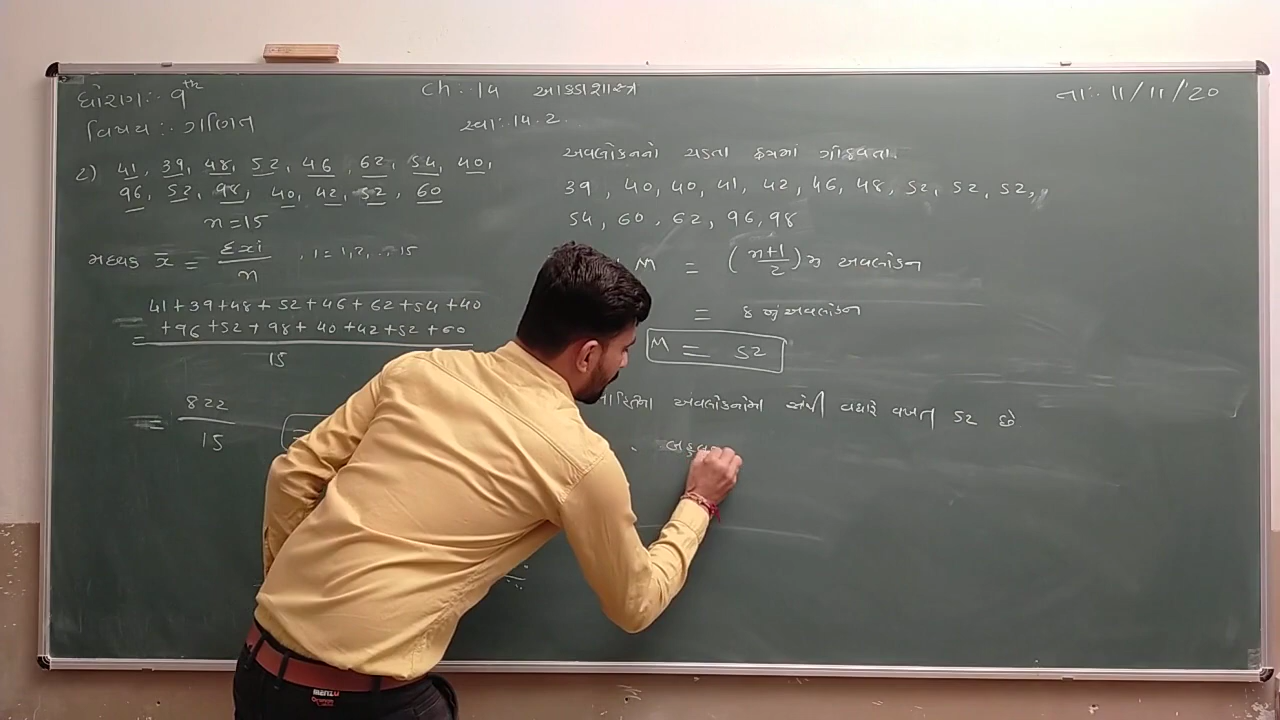 ધોરણ:- 9th
વિષય :- ગણિત
Ch:-14 આંકડાશાસ્ત્ર
સ્વા:-14.2.
તા:- 11/11/'20
2) 41, 39, 48, 52, 46, 62, 54, 40,
96, 52, 98, 40, 42, 52, 60
n=15
મધ્યક x̄ = Σxi / n , i=1,2,...15
= 41+39+48+52+46+62+54+40
+96+52+98+40+42+52+60
15
= 822 / 15 =
અવલોકનનો ચડતા ક્રમમાં ગોઠવતા.
39, 40, 40, 41, 42, 46, 48, 52, 52, 52,
54, 60, 62, 96, 98
M = (n+1 / 2) મ અવલોકન
= 8 મું અવલોકન
M = 52
અવલોકનોમાં સૌથી વધારે વખત 52 છે